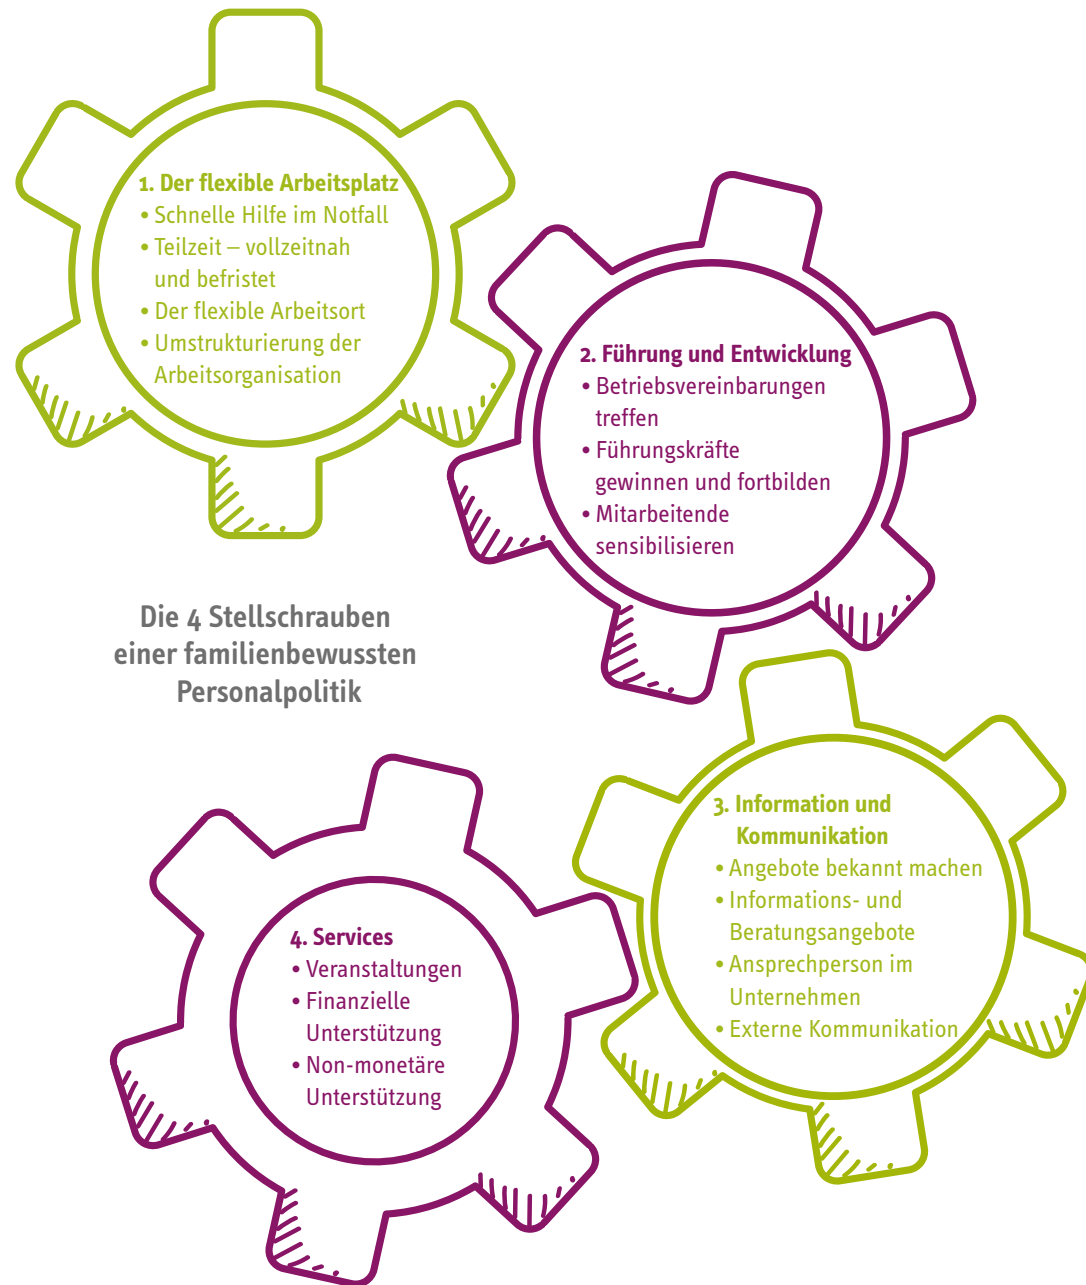 1. Der flexible Arbeitsplatz
• Schnelle Hilfe im Notfall
• Teilzeit – vollzeitnah
und befristet
• Der flexible Arbeitsort
• Umstrukturierung der
Arbeitsorganisation
2. Führung und Entwicklung
• Betriebsvereinbarungen
treffen
• Führungskräfte
gewinnen und fortbilden
• Mitarbeitende
sensibilisieren
Die 4 Stellschrauben
einer familienbewussten
Personalpolitik
3. Information und
Kommunikation
• Angebote bekannt machen
• Informations- und
Beratungsangebote
• Ansprechperson im
Unternehmen
• Externe Kommunikation
4. Services
• Veranstaltungen
• Finanzielle
Unterstützung
• Non-monetäre
Unterstützung